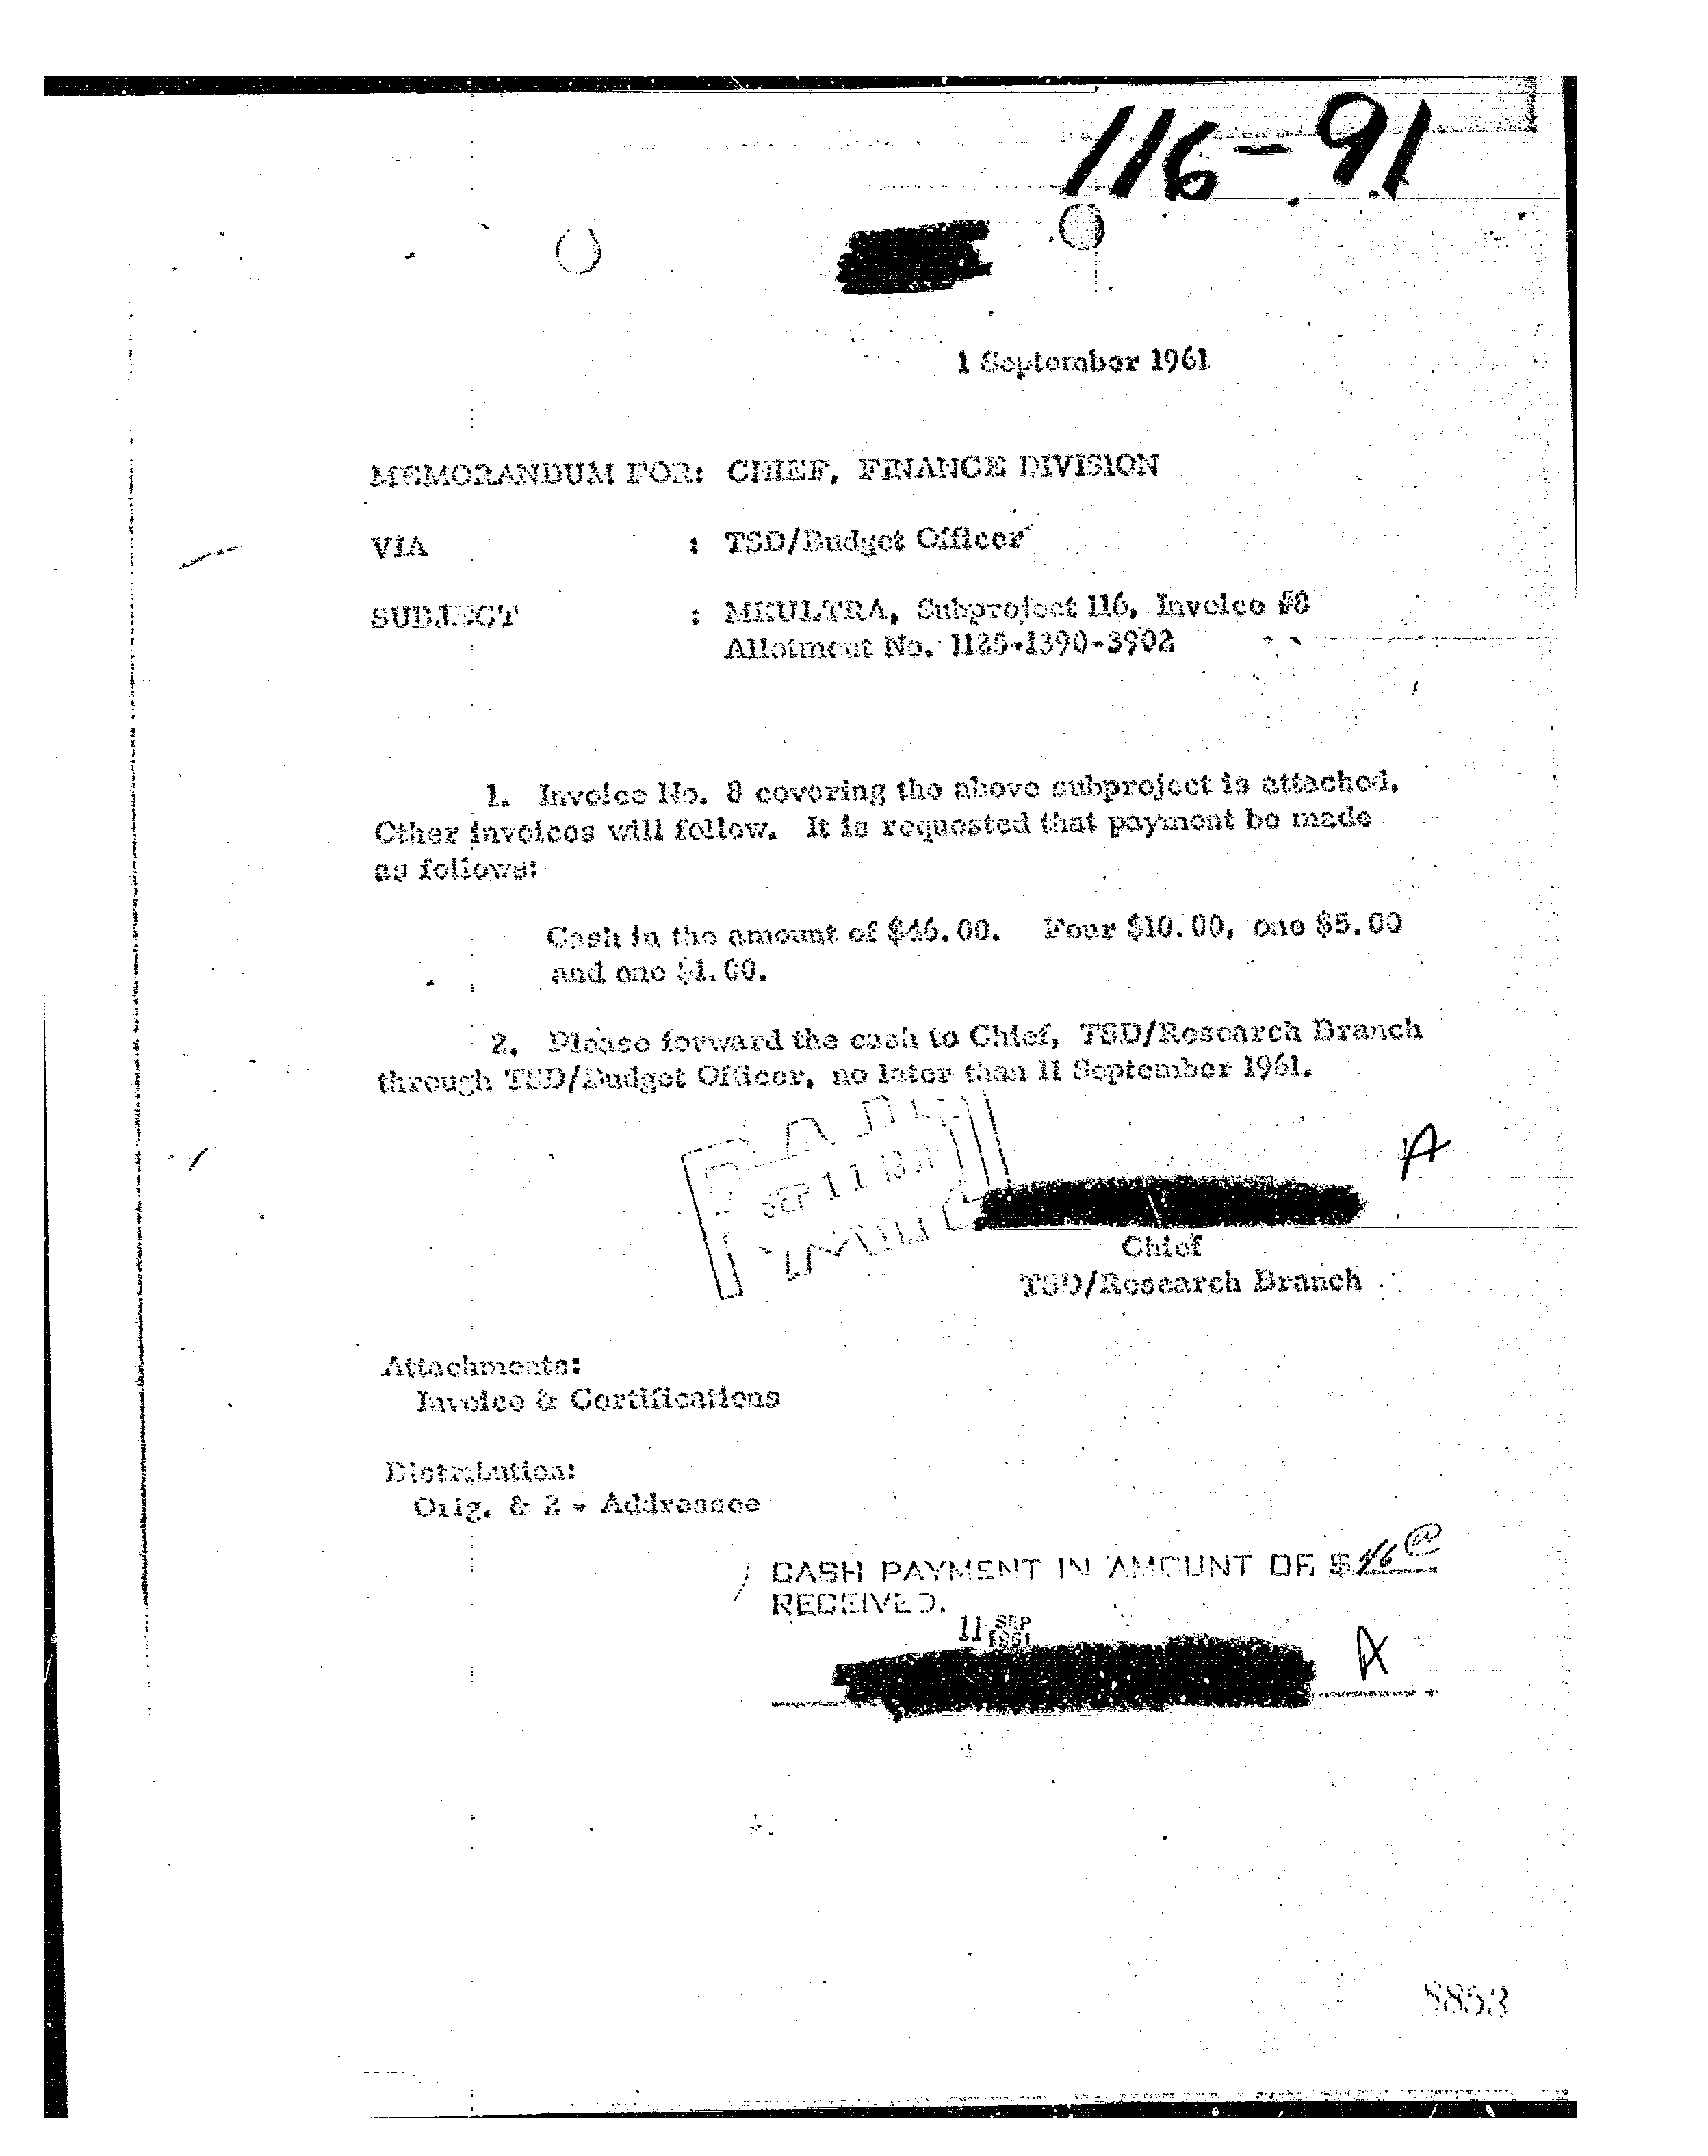 116-91
1 September 1961
MEMORANDUM FOR: CHIEF, FINANCE DIVISION
VIA : TSD/Budget Officer
SUBJECT : MKULTRA, Subproject 116, Invoice #8
Allotment No. 1125-1390-3902
1. Invoice No. 8 covering the above subproject is attached.
Other invoices will follow. It is requested that payment be made
as follows:
Cash in the amount of $46.00. Four $10.00, one $5.00
and one $1.00.
2. Please forward the cash to Chief, TSD/Research Branch
through TSD/Budget Officer, no later than 11 September 1961.
PAID
SEP 11 1961
A
Chief
TSD/Research Branch
Attachments:
Invoice & Certifications
Distribution:
Orig. & 2 - Addressee
CASH PAYMENT IN AMOUNT OF $46
RECEIVED.
11 SEP 1961
A
8853